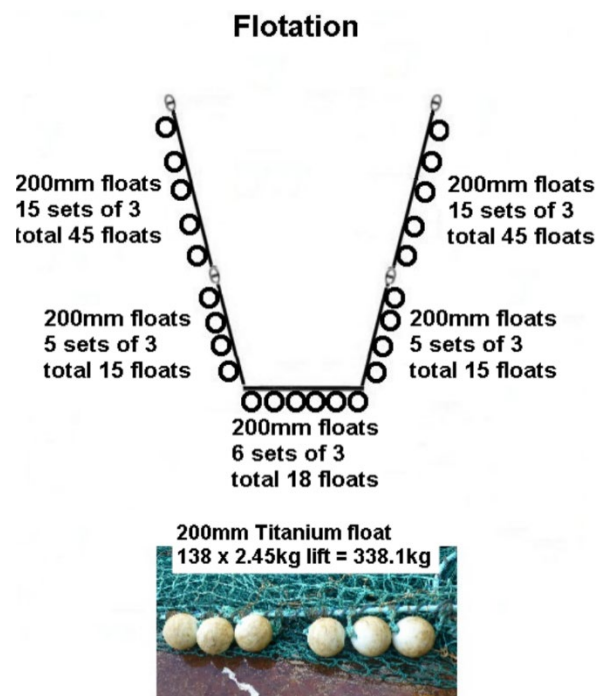 Flotation
200mm floats
15 sets of 3
total 45 floats
200mm floats
15 sets of 3
total 45 floats
200mm floats
5 sets of 3
total 15 floats
200mm floats
5 sets of 3
total 15 floats
200mm floats
6 sets of 3
total 18 floats
200mm Titanium float
138 x 2.45kg lift = 338.1kg